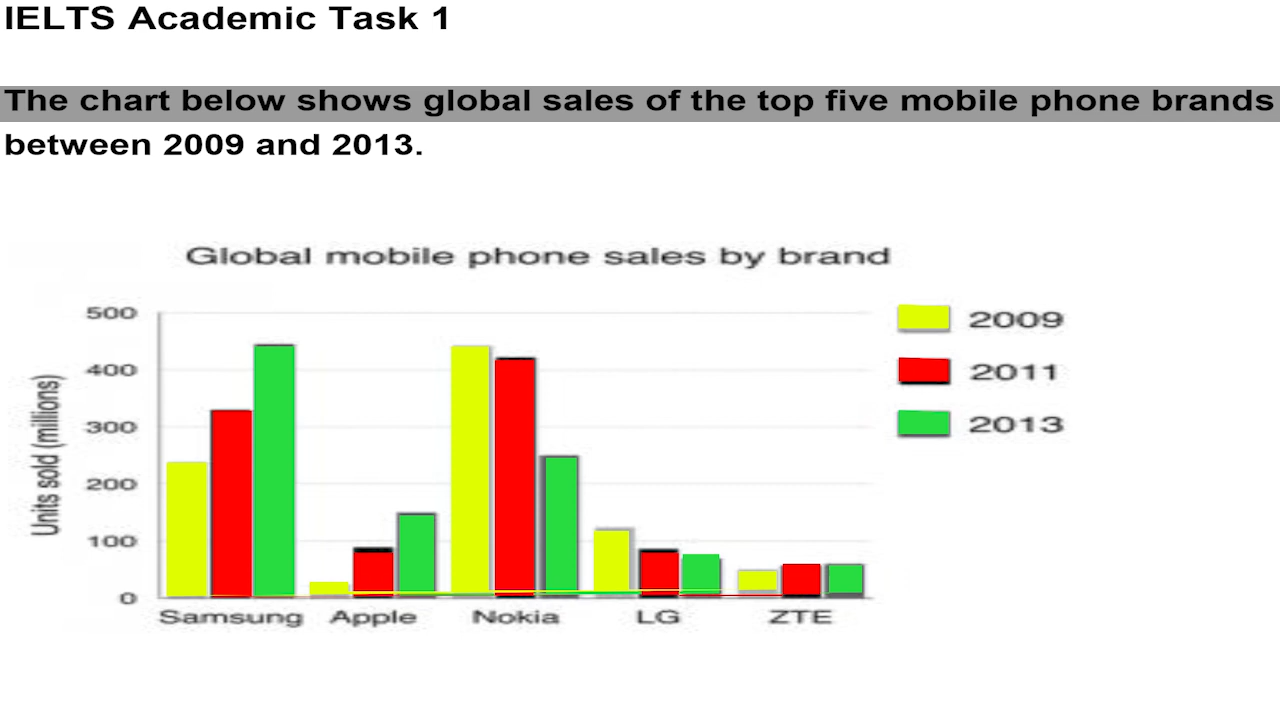 IELTS Academic Task 1
The chart below shows global sales of the top five mobile phone brands
between 2009 and 2013.
Global mobile phone sales by brand
500
400
300
200
100
0
Units sold (millions)
Samsung Apple Nokia LG ZTE
2009
2011
2013